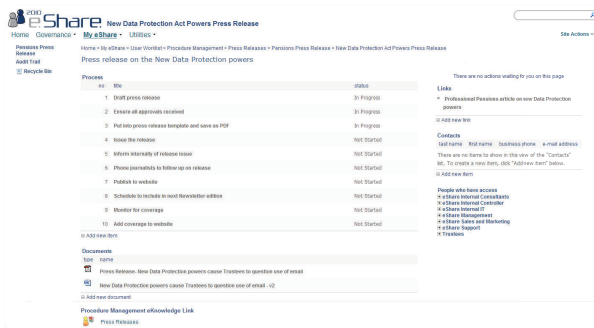 2010
eShare New Data Protection Act Powers Press Release
Home Governance My eShare Utilities
Site Actions
Pensions Press
Release
Audit Trail
Recycle Bin
Home > My eShare > User Worklist > Procedure Management > Press Releases > Pensions Press Release > New Data Protection Act Powers Press Release
Press release on the New Data Protection powers
Process
no title status
1 Draft press release In Progress
2 Ensure all approvals received In Progress
3 Put into press release template and save as PDF In Progress
4 Issue the release Not Started
5 Inform internally of release issue Not Started
6 Phone journalists to follow up on release Not Started
7 Publish to website Not Started
8 Schedule to include in next Newsletter edition Not Started
9 Monitor for coverage Not Started
10 Add coverage to website Not Started
Add new item
Documents
type name
Press Release- New Data Protection powers cause Trustees to question use of email
New Data Protection powers cause Trustees to question use of email - v2
Add new document
Procedure Management eKnowledge Link
Press Releases
There are no actions waiting for you on this page
Links
Professional Pensions article on new Data Protection
powers
Add new link
Contacts
last name first name business phone e-mail address
There are no items to show in this view of the "Contacts"
list. To create a new item, click "Add new item" below.
Add new item
People who have access
eShare Internal Consultants
eShare Internal Controller
eShare Internal IT
eShare Management
eShare Sales and Marketing
eShare Support
Trustees